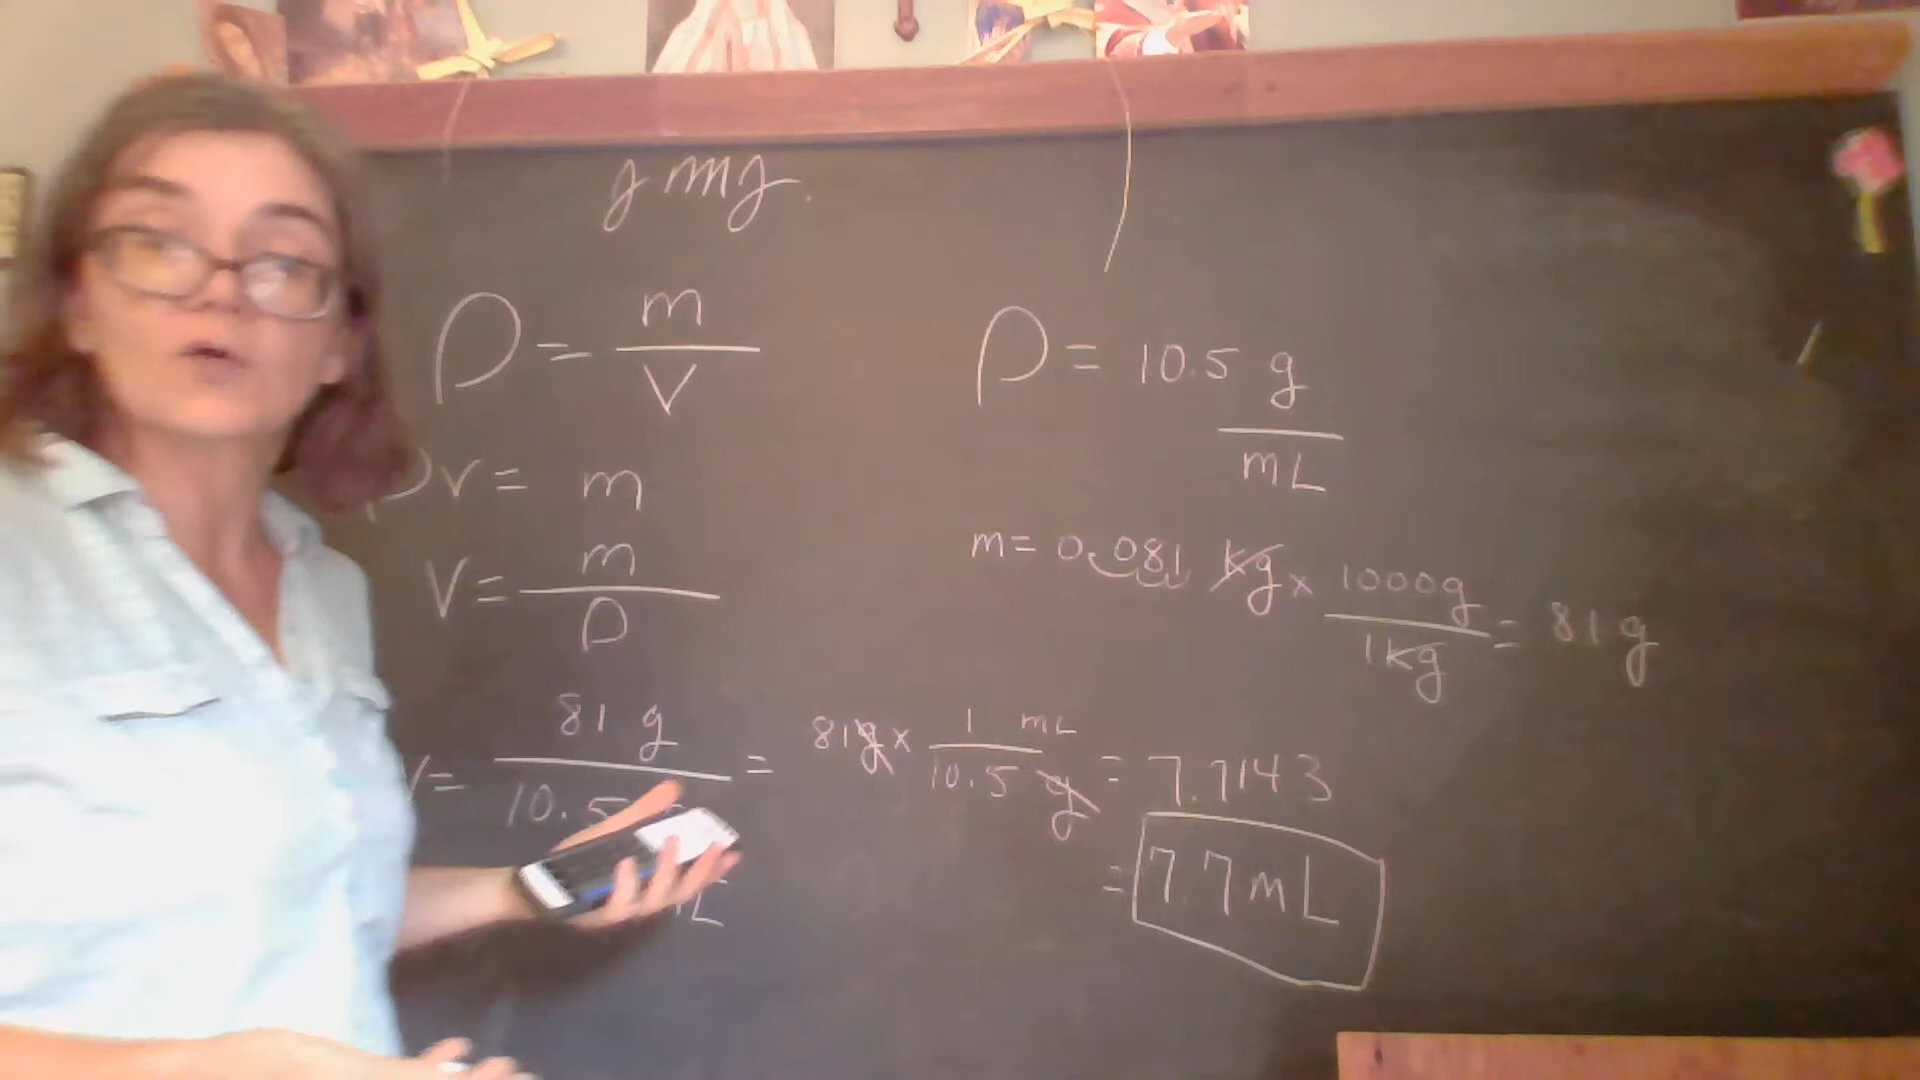 gmg.
ρ = m/V
ρ = 10.5 g/mL
ρv = m
m = 0.081 kg x 1000g/1kg = 81 g
V = m/ρ
V = 81 g/10.5 = 81g x 1 mL/10.5 g = 7.7143
= 7.7 mL